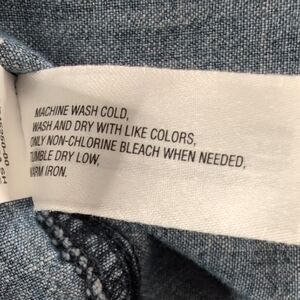 MACHINE WASH COLD,
WASH AND DRY WITH LIKE COLORS,
ONLY NON-CHLORINE BLEACH WHEN NEEDED,
TUMBLE DRY LOW,
WARM IRON.